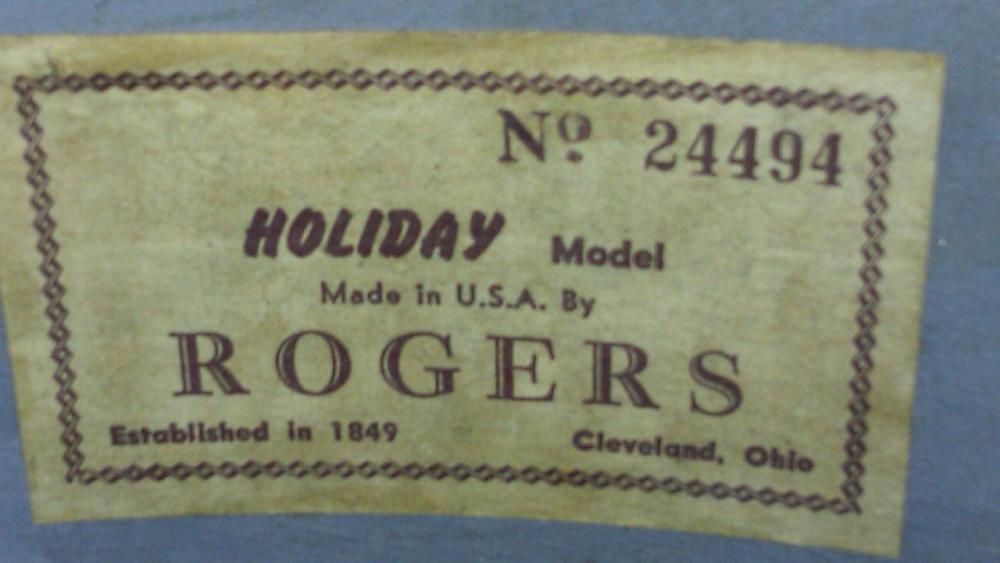 Nº 24494
HOLIDAY Model
Made in U.S.A. By
ROGERS
Established in 1849 Cleveland, Ohio